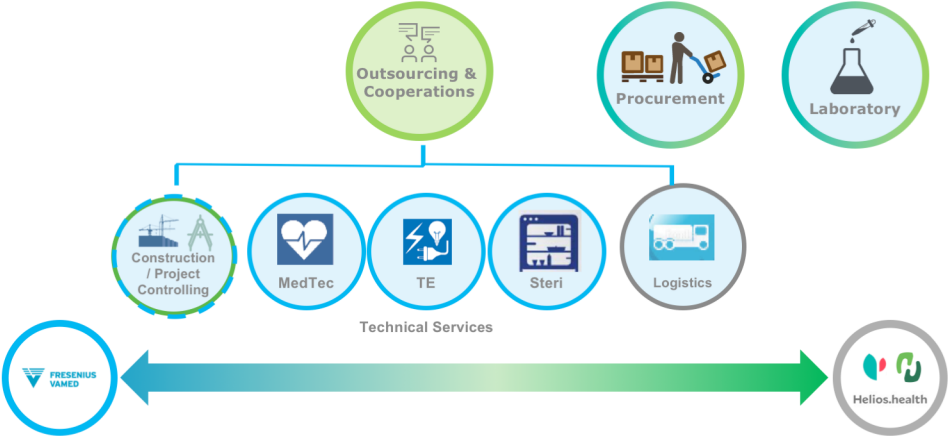 Outsourcing &
Cooperations
Procurement
Laboratory
Construction
/ Project
Controlling
MedTec
TE
Steri
Logistics
Technical Services
FRESENIUS
VAMED
Helios.health